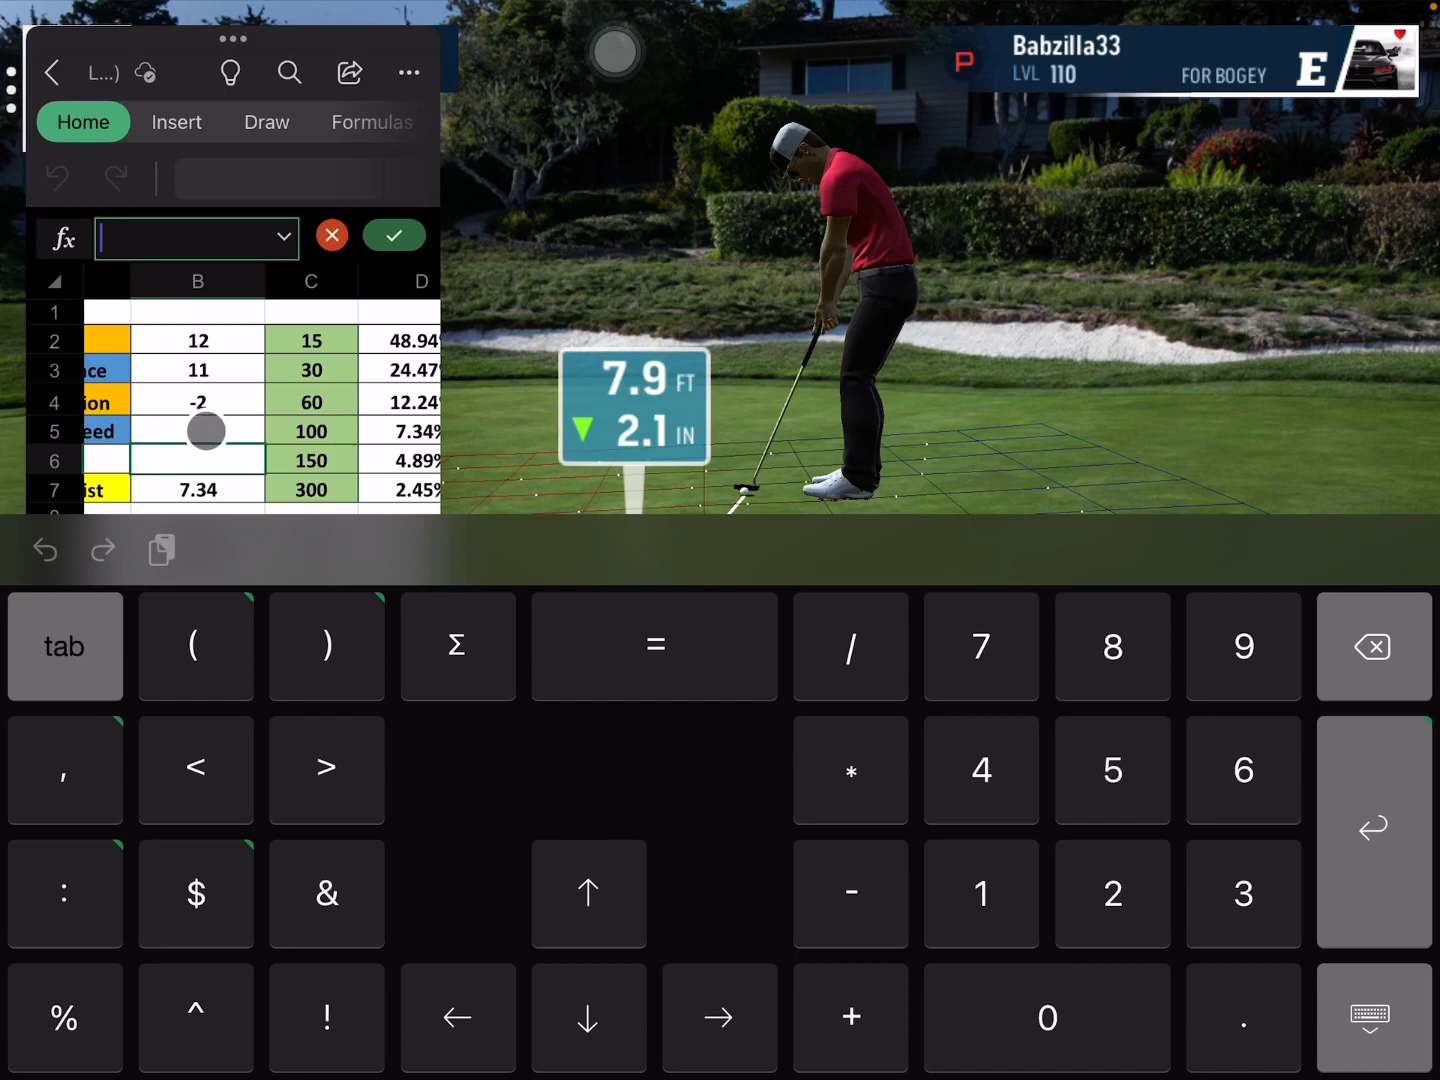 L...)
Home Insert Draw Formulas
fx
B C D
1
2 12 15 48.94%
3 ce 11 30 24.47%
4 ion -2 60 12.24%
5 eed 100 7.34%
6 150 4.89%
7 ist 7.34 300 2.45%
P Babzilla33
LVL 110 FOR BOGEY E
7.9 FT
2.1 IN
tab ( ) Σ = / 7 8 9
, < > * 4 5 6
: $ & ↑ - 1 2 3
% ^ ! ← ↓ → + 0 .